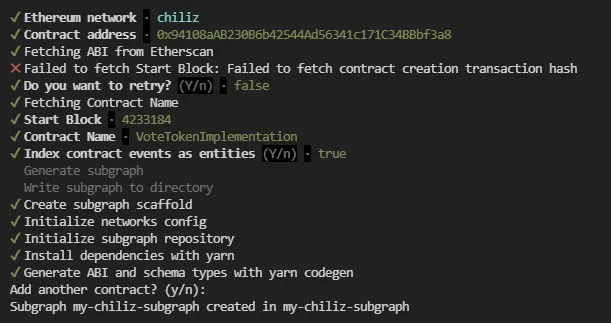 ✓ Ethereum network · chiliz
✓ Contract address · 0x94108aAB230B6b42544Ad56341c171C34BBbf3a8
✓ Fetching ABI from Etherscan
✗ Failed to fetch Start Block: Failed to fetch contract creation transaction hash
✓ Do you want to retry? (Y/n) · false
✓ Fetching Contract Name
✓ Start Block · 4233184
✓ Contract Name · VoteTokenImplementation
✓ Index contract events as entities (Y/n) · true
Generate subgraph
Write subgraph to directory
✓ Create subgraph scaffold
✓ Initialize networks config
✓ Initialize subgraph repository
✓ Install dependencies with yarn
✓ Generate ABI and schema types with yarn codegen
Add another contract? (y/n):
Subgraph my-chiliz-subgraph created in my-chiliz-subgraph